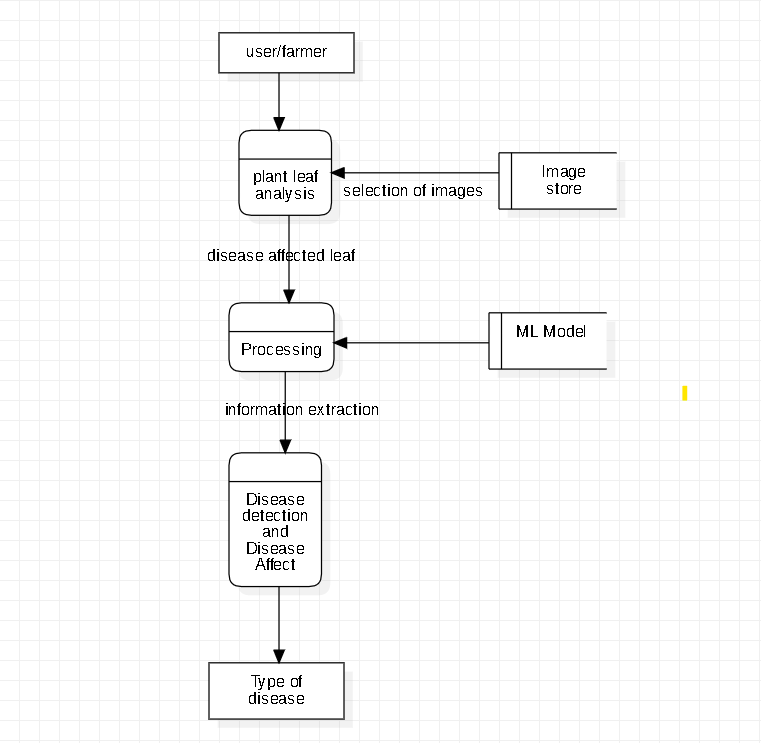 user/farmer
plant leaf
analysis
selection of images
Image
store
disease affected leaf
Processing
ML Model
information extraction
Disease
detection
and
Disease
Affect
Type of
disease